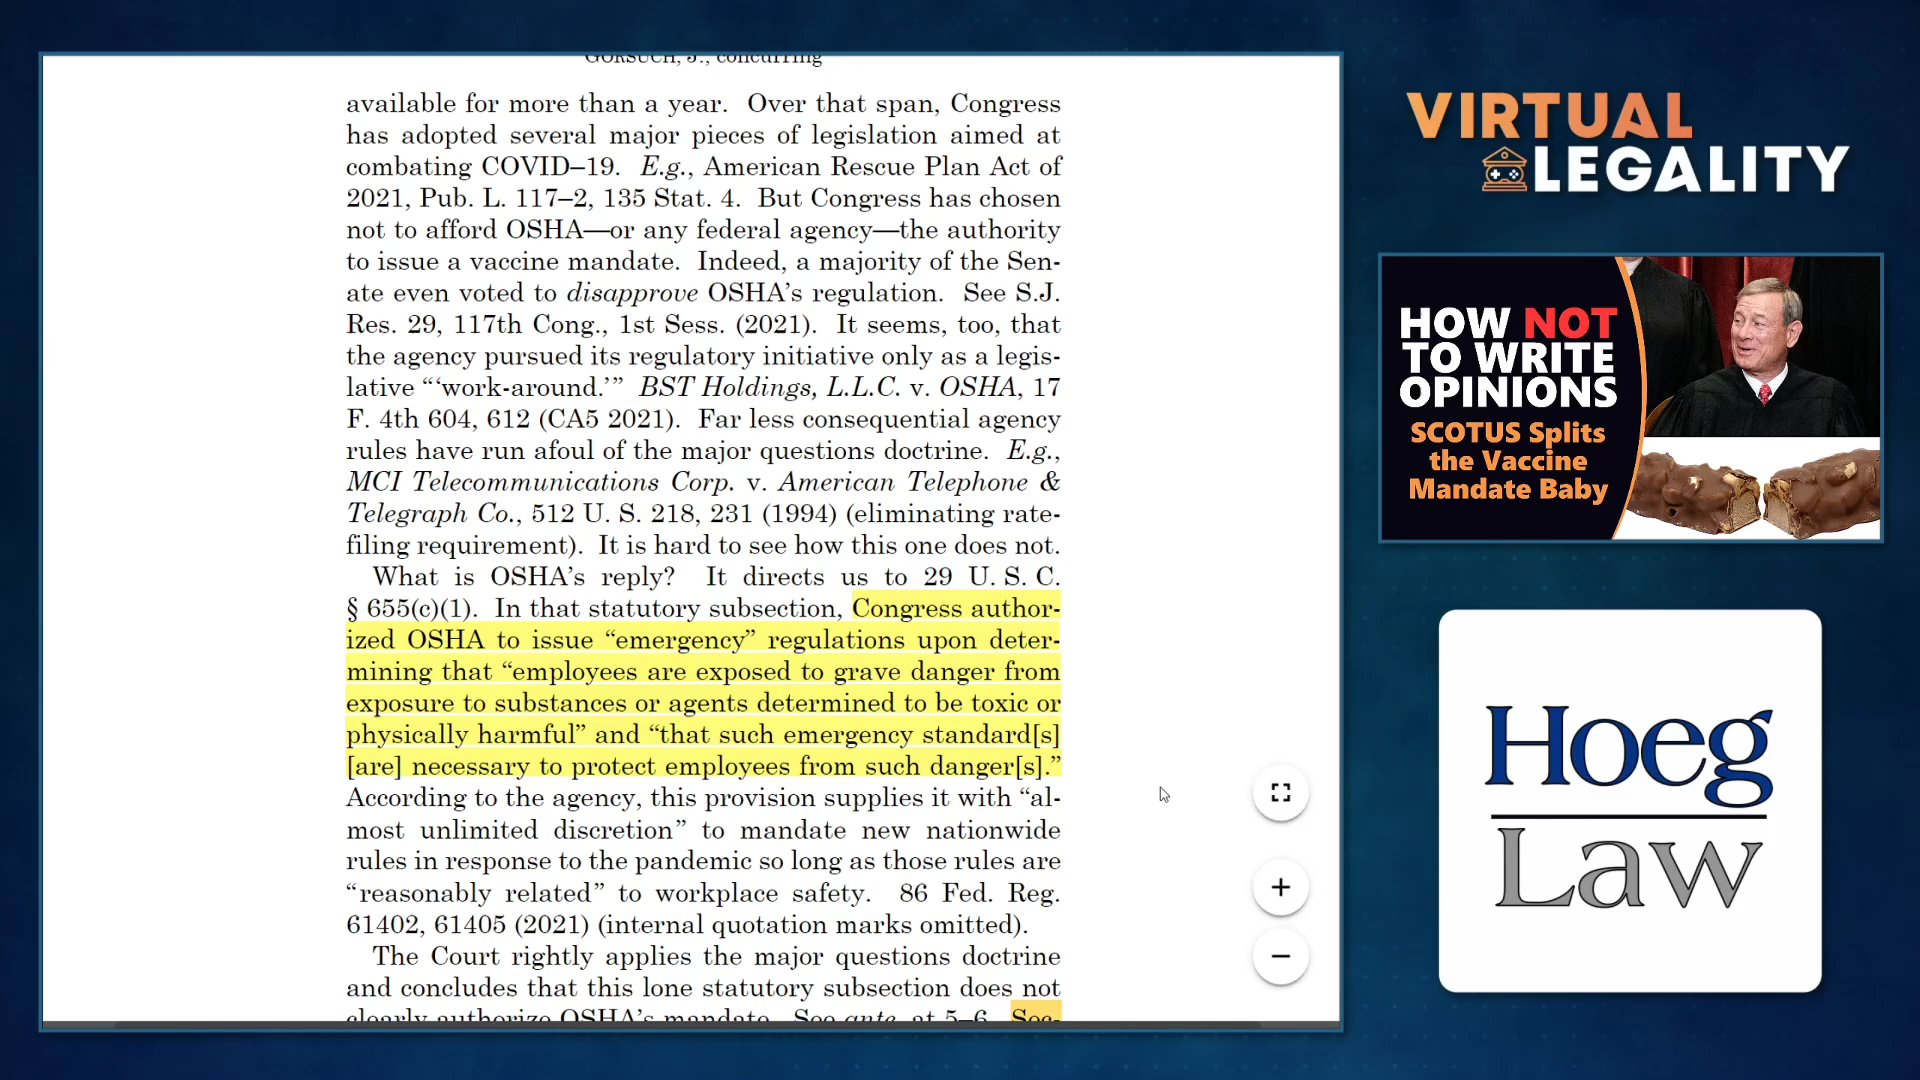 GORSUCH, J., concurring
available for more than a year. Over that span, Congress
has adopted several major pieces of legislation aimed at
combating COVID–19. E.g., American Rescue Plan Act of
2021, Pub. L. 117–2, 135 Stat. 4. But Congress has chosen
not to afford OSHA—or any federal agency—the authority
to issue a vaccine mandate. Indeed, a majority of the Sen-
ate even voted to disapprove OSHA’s regulation. See S.J.
Res. 29, 117th Cong., 1st Sess. (2021). It seems, too, that
the agency pursued its regulatory initiative only as a legis-
lative “‘work-around.’” BST Holdings, L.L.C. v. OSHA, 17
F. 4th 604, 612 (CA5 2021). Far less consequential agency
rules have run afoul of the major questions doctrine. E.g.,
MCI Telecommunications Corp. v. American Telephone &
Telegraph Co., 512 U. S. 218, 231 (1994) (eliminating rate-
filing requirement). It is hard to see how this one does not.
What is OSHA’s reply? It directs us to 29 U. S. C.
§ 655(c)(1). In that statutory subsection, Congress author-
ized OSHA to issue “emergency” regulations upon deter-
mining that “employees are exposed to grave danger from
exposure to substances or agents determined to be toxic or
physically harmful” and “that such emergency standard[s]
[are] necessary to protect employees from such danger[s].”
According to the agency, this provision supplies it with “al-
most unlimited discretion” to mandate new nationwide
rules in response to the pandemic so long as those rules are
“reasonably related” to workplace safety. 86 Fed. Reg.
61402, 61405 (2021) (internal quotation marks omitted).
The Court rightly applies the major questions doctrine
and concludes that this lone statutory subsection does not
clearly authorize OSHA’s mandate. See ante, at 5–6. Sec-
VIRTUAL
LEGALITY
HOW NOT
TO WRITE
OPINIONS
SCOTUS Splits
the Vaccine
Mandate Baby
Hoeg
Law